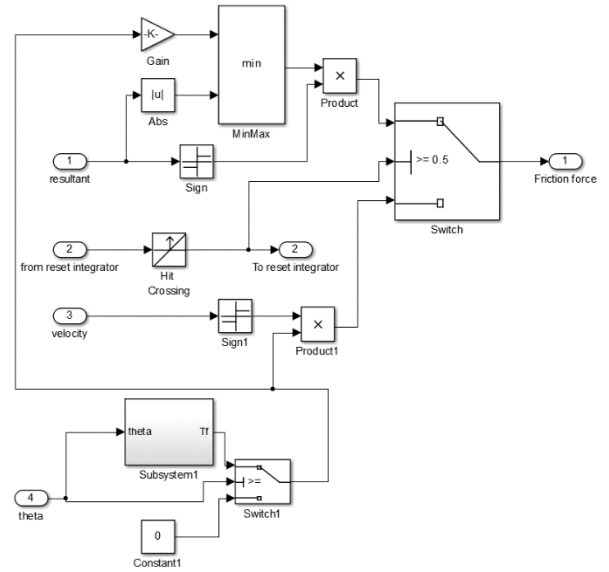 -K-
Gain
min
MinMax
|u|
Abs
×
Product
1
resultant
Sign
>= 0.5
Switch
1
Friction force
2
from reset integrator
Hit
Crossing
2
To reset integrator
3
velocity
Sign1
×
Product1
theta
Tf
Subsystem1
>=
Switch1
4
theta
0
Constant1